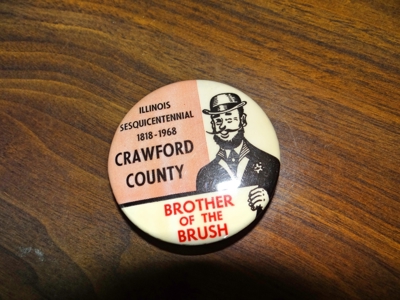 ILLINOIS
SESQUICENTENNIAL
1818-1968
CRAWFORD
COUNTY
BROTHER
OF THE
BRUSH